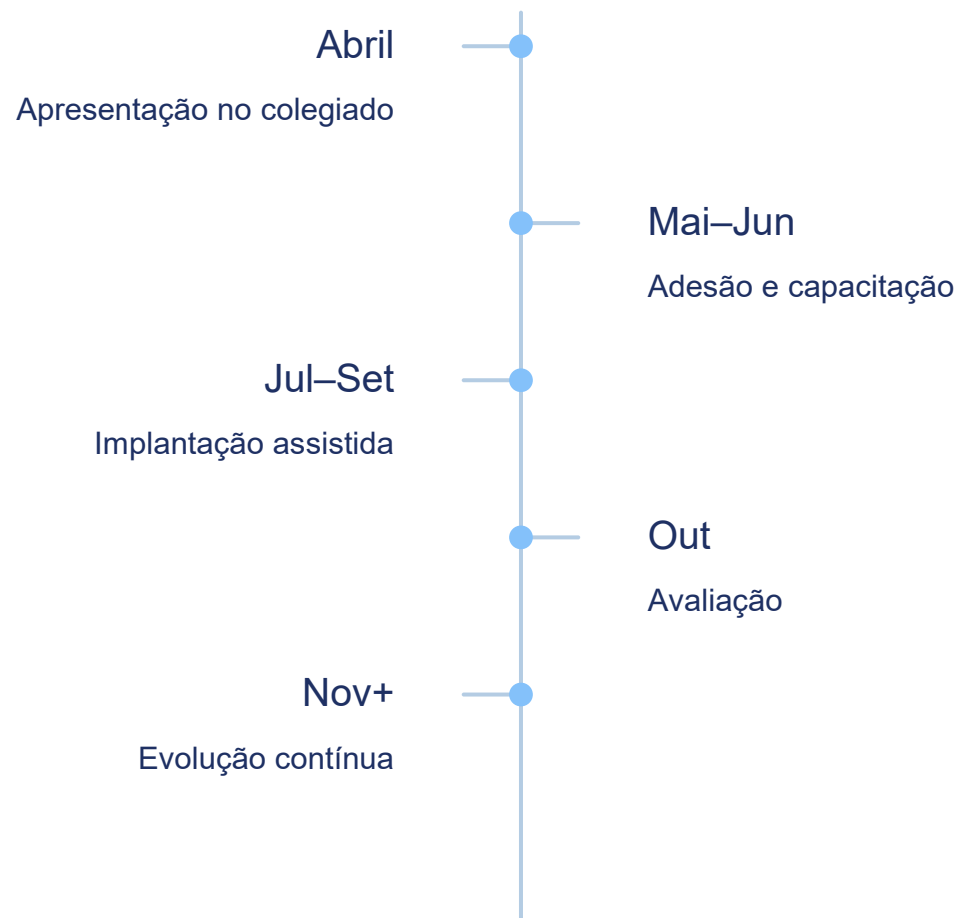 Abril
Apresentação no colegiado
Mai–Jun
Adesão e capacitação
Jul–Set
Implantação assistida
Out
Avaliação
Nov+
Evolução contínua